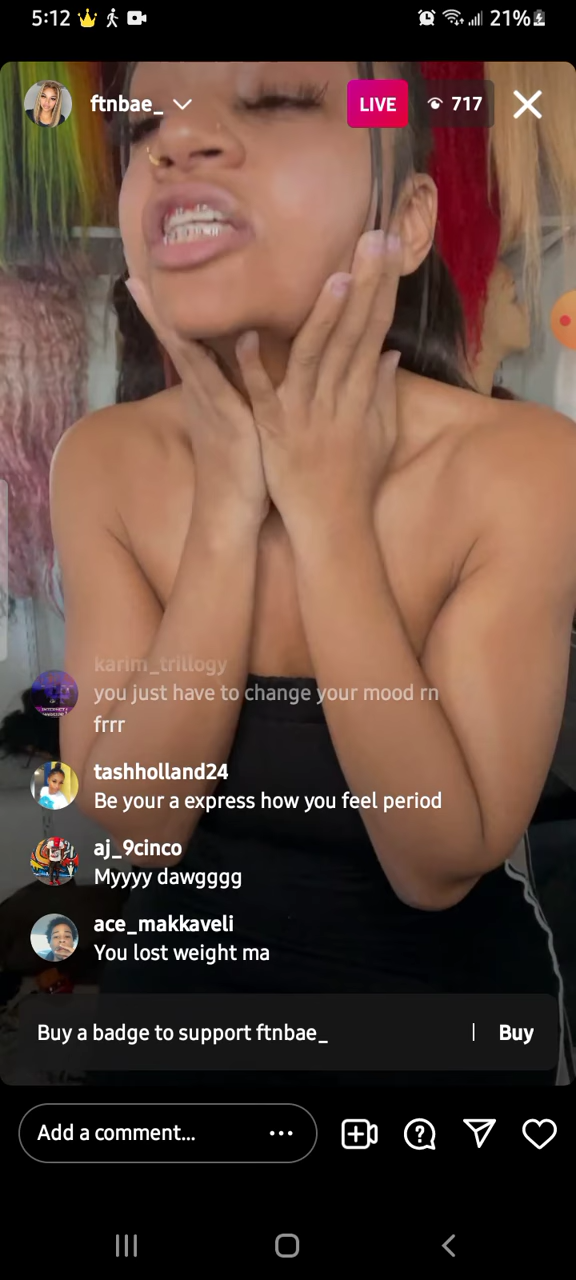 5:12
21%
ftnbae_
LIVE
717
karim_trillogy
you just have to change your mood rn
frrr
tashholland24
Be your a express how you feel period
aj_9cinco
Myyyy dawgggg
ace_makkaveli
You lost weight ma
Buy a badge to support ftnbae_ | Buy
Add a comment...